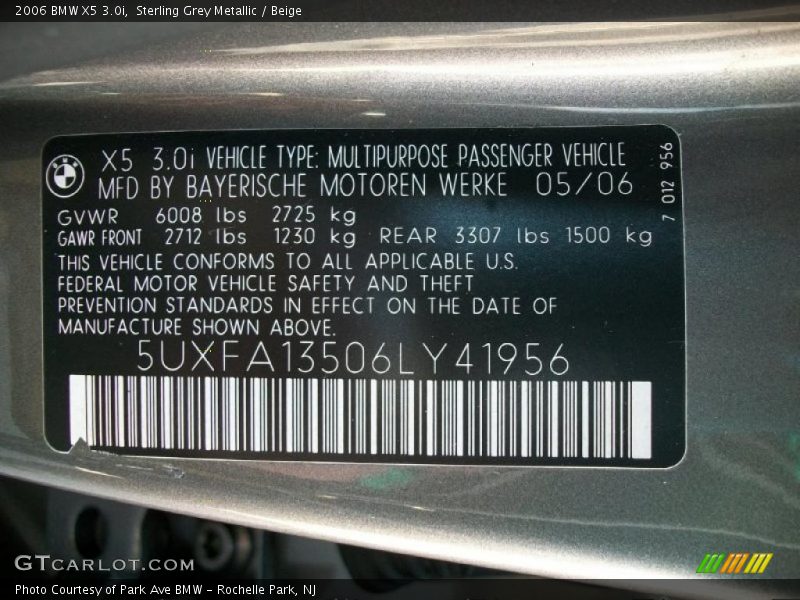 2006 BMW X5 3.0i,  Sterling Grey Metallic / Beige
X5 3.0i VEHICLE TYPE: MULTIPURPOSE PASSENGER VEHICLE
MFD BY BAYERISCHE MOTOREN WERKE 05/06
7 012 956
GVWR 6008 lbs 2725 kg
GAWR FRONT 2712 lbs 1230 kg REAR 3307 lbs 1500 kg
THIS VEHICLE CONFORMS TO ALL APPLICABLE U.S.
FEDERAL MOTOR VEHICLE SAFETY AND THEFT
PREVENTION STANDARDS IN EFFECT ON THE DATE OF
MANUFACTURE SHOWN ABOVE.
5UXFA13506LY41956
GTCARLOT.COM
Photo Courtesy of Park Ave BMW - Rochelle Park, NJ